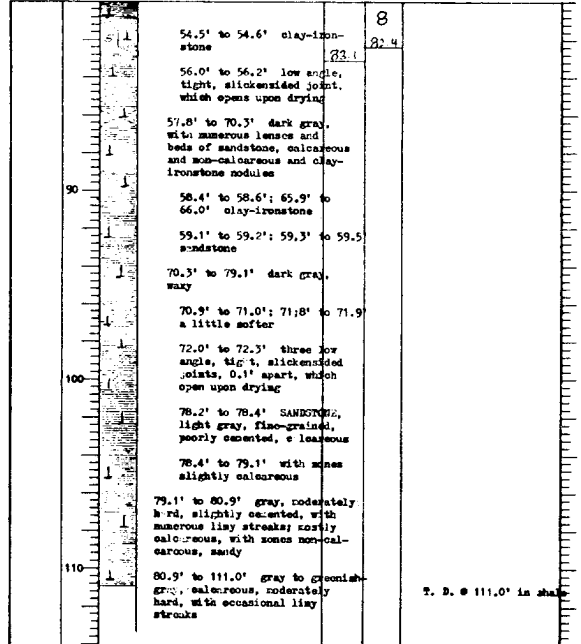 8
82.4
83.1
54.5' to 54.6' clay-iron-
stone
56.0' to 56.2' low angle,
tight, slickensided joint,
which opens upon drying
57.8' to 70.3' dark gray,
with numerous lenses and
beds of sandstone, calcareous
and non-calcareous and clay-
ironstone nodules
90
58.4' to 58.6'; 65.9' to
66.0' clay-ironstone
59.1' to 59.2'; 59.3' to 59.5
sandstone
70.3' to 79.1' dark gray,
waxy
70.9' to 71.0'; 71;8' to 71.9'
a little softer
72.0' to 72.3' three low
angle, tight, slickensided
joints, 0.1' apart, which
open upon drying
100
78.2' to 78.4' SANDSTONE,
light gray, fine-grained,
poorly cemented, calcareous
78.4' to 79.1' with zones
slightly calcareous
79.1' to 80.9' gray, moderately
hard, slightly cemented, with
numerous limy streaks; mostly
calcareous, with zones non-cal-
careous, sandy
110
80.9' to 111.0' gray to greenish-
gray, calcareous, moderately
hard, with occasional limy
streaks
T. D. @ 111.0' in shale